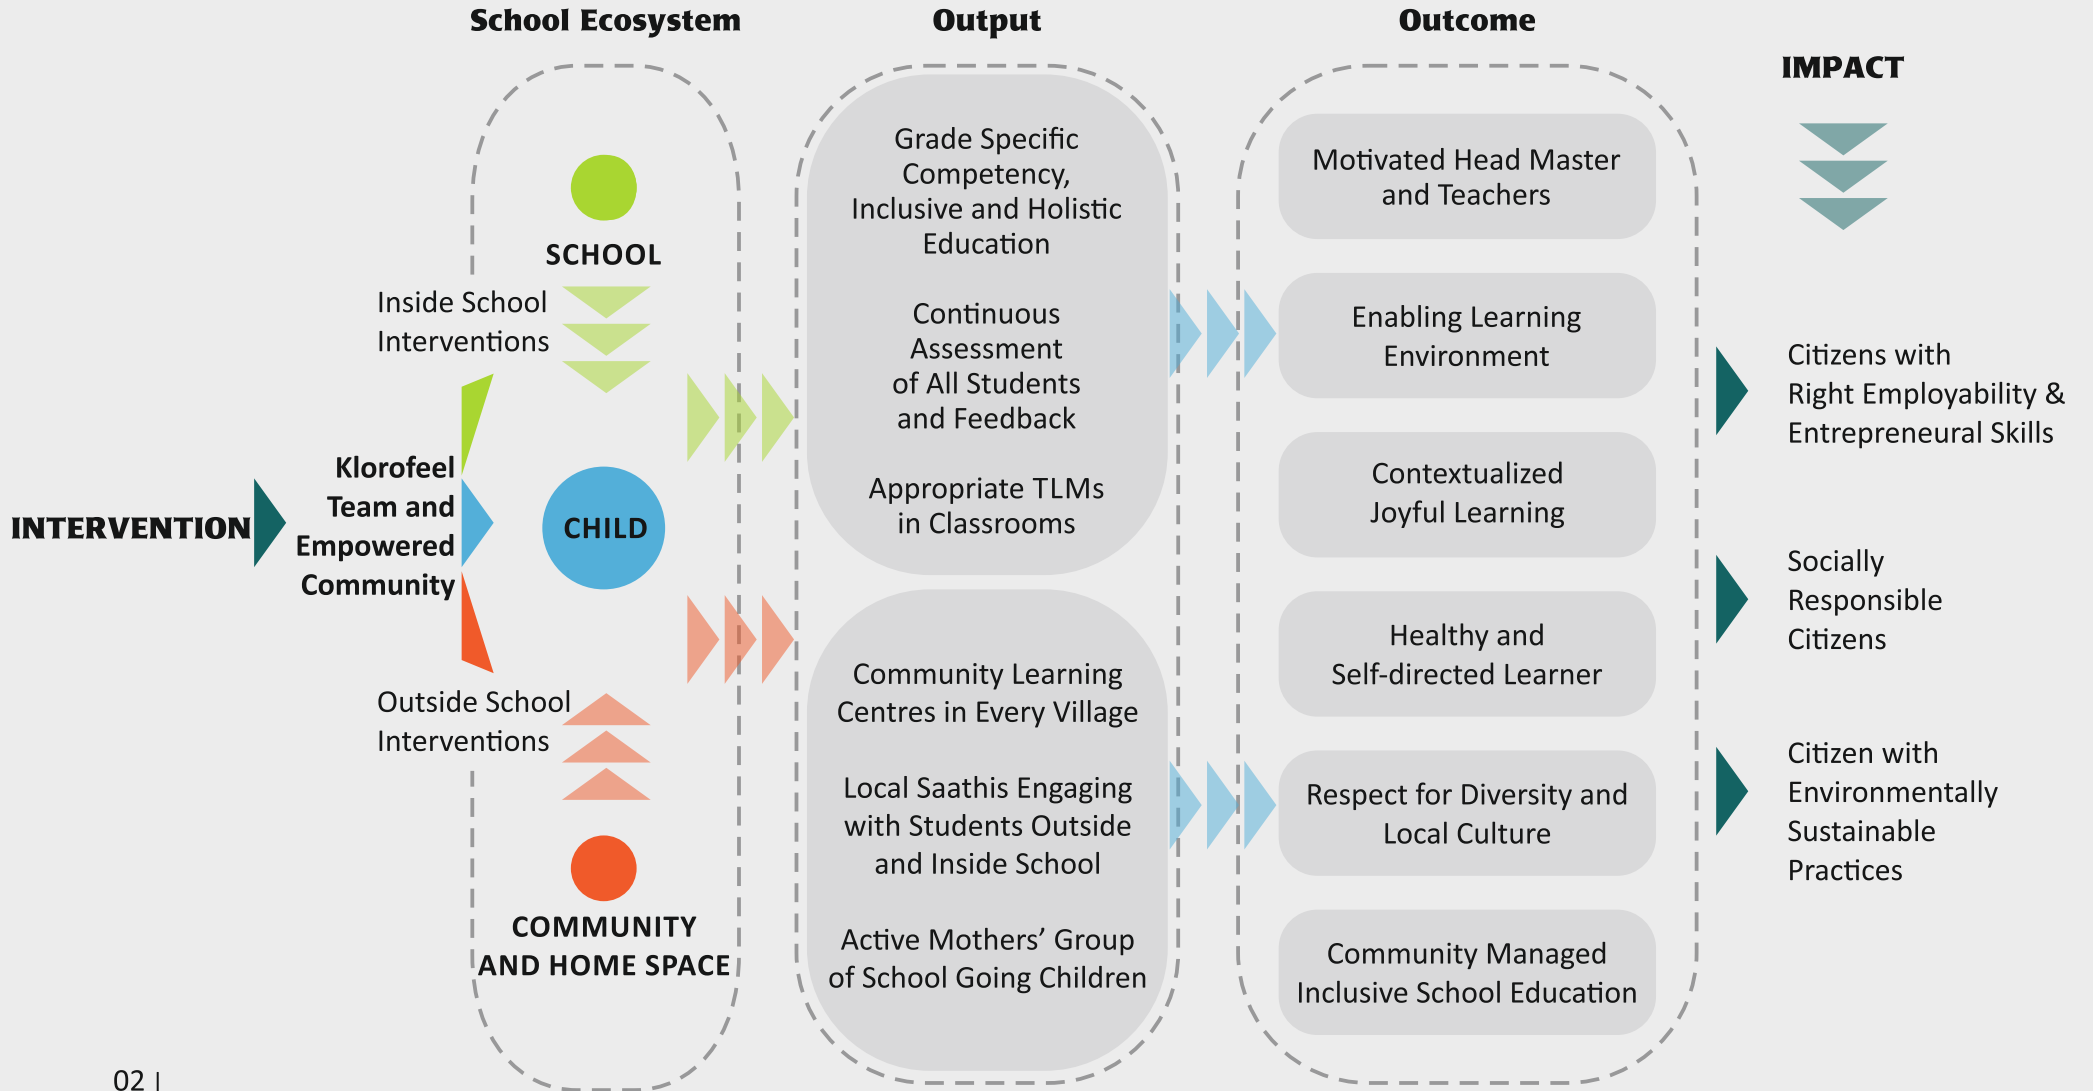 School Ecosystem
Output
Outcome
IMPACT
INTERVENTION
Klorofeel
Team and
Empowered
Community
Inside School
Interventions
Outside School
Interventions
SCHOOL
CHILD
COMMUNITY
AND HOME SPACE
Grade Specific
Competency,
Inclusive and Holistic
Education
Continuous
Assessment
of All Students
and Feedback
Appropriate TLMs
in Classrooms
Community Learning
Centres in Every Village
Local Saathis Engaging
with Students Outside
and Inside School
Active Mothers’ Group
of School Going Children
Motivated Head Master
and Teachers
Enabling Learning
Environment
Contextualized
Joyful Learning
Healthy and
Self-directed Learner
Respect for Diversity and
Local Culture
Community Managed
Inclusive School Education
Citizens with
Right Employability &
Entrepreneural Skills
Socially
Responsible
Citizens
Citizen with
Environmentally
Sustainable
Practices
02 |